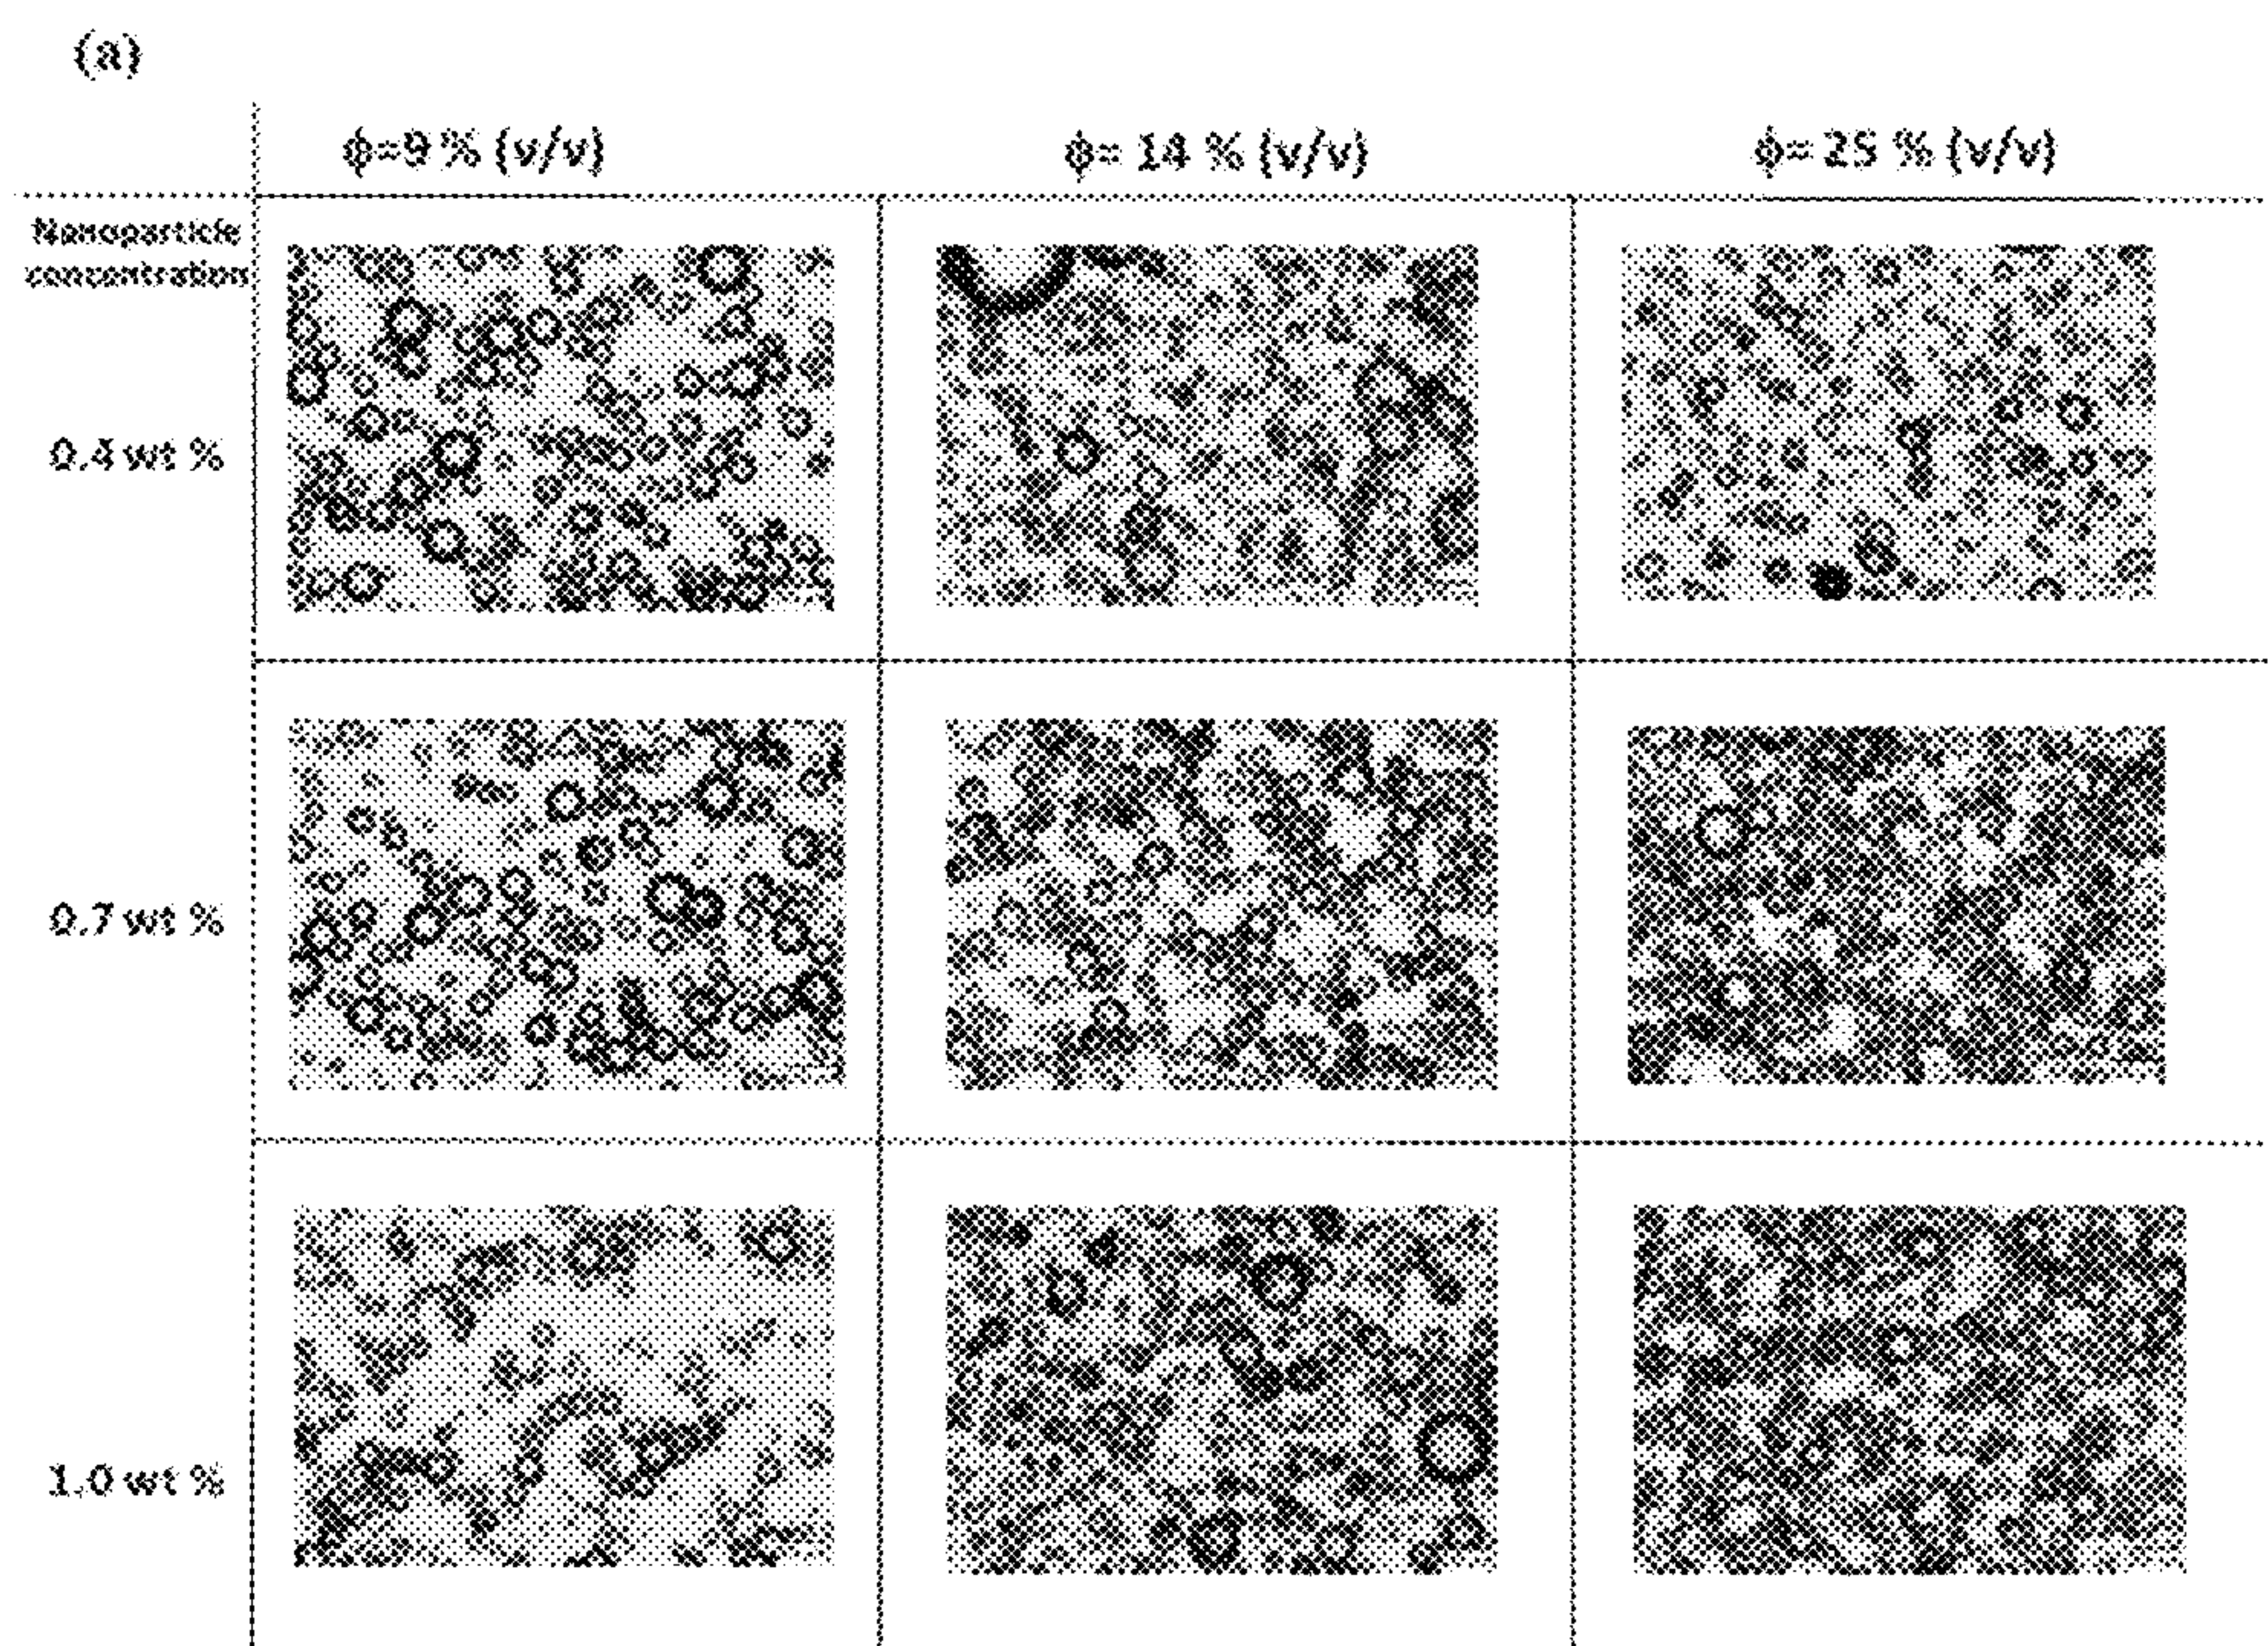 (a)
ϕ=9 % (v/v)
ϕ= 14 % (v/v)
ϕ= 25 % (v/v)
Nanoparticle
concentration
0.4 wt %
0.7 wt %
1.0 wt %